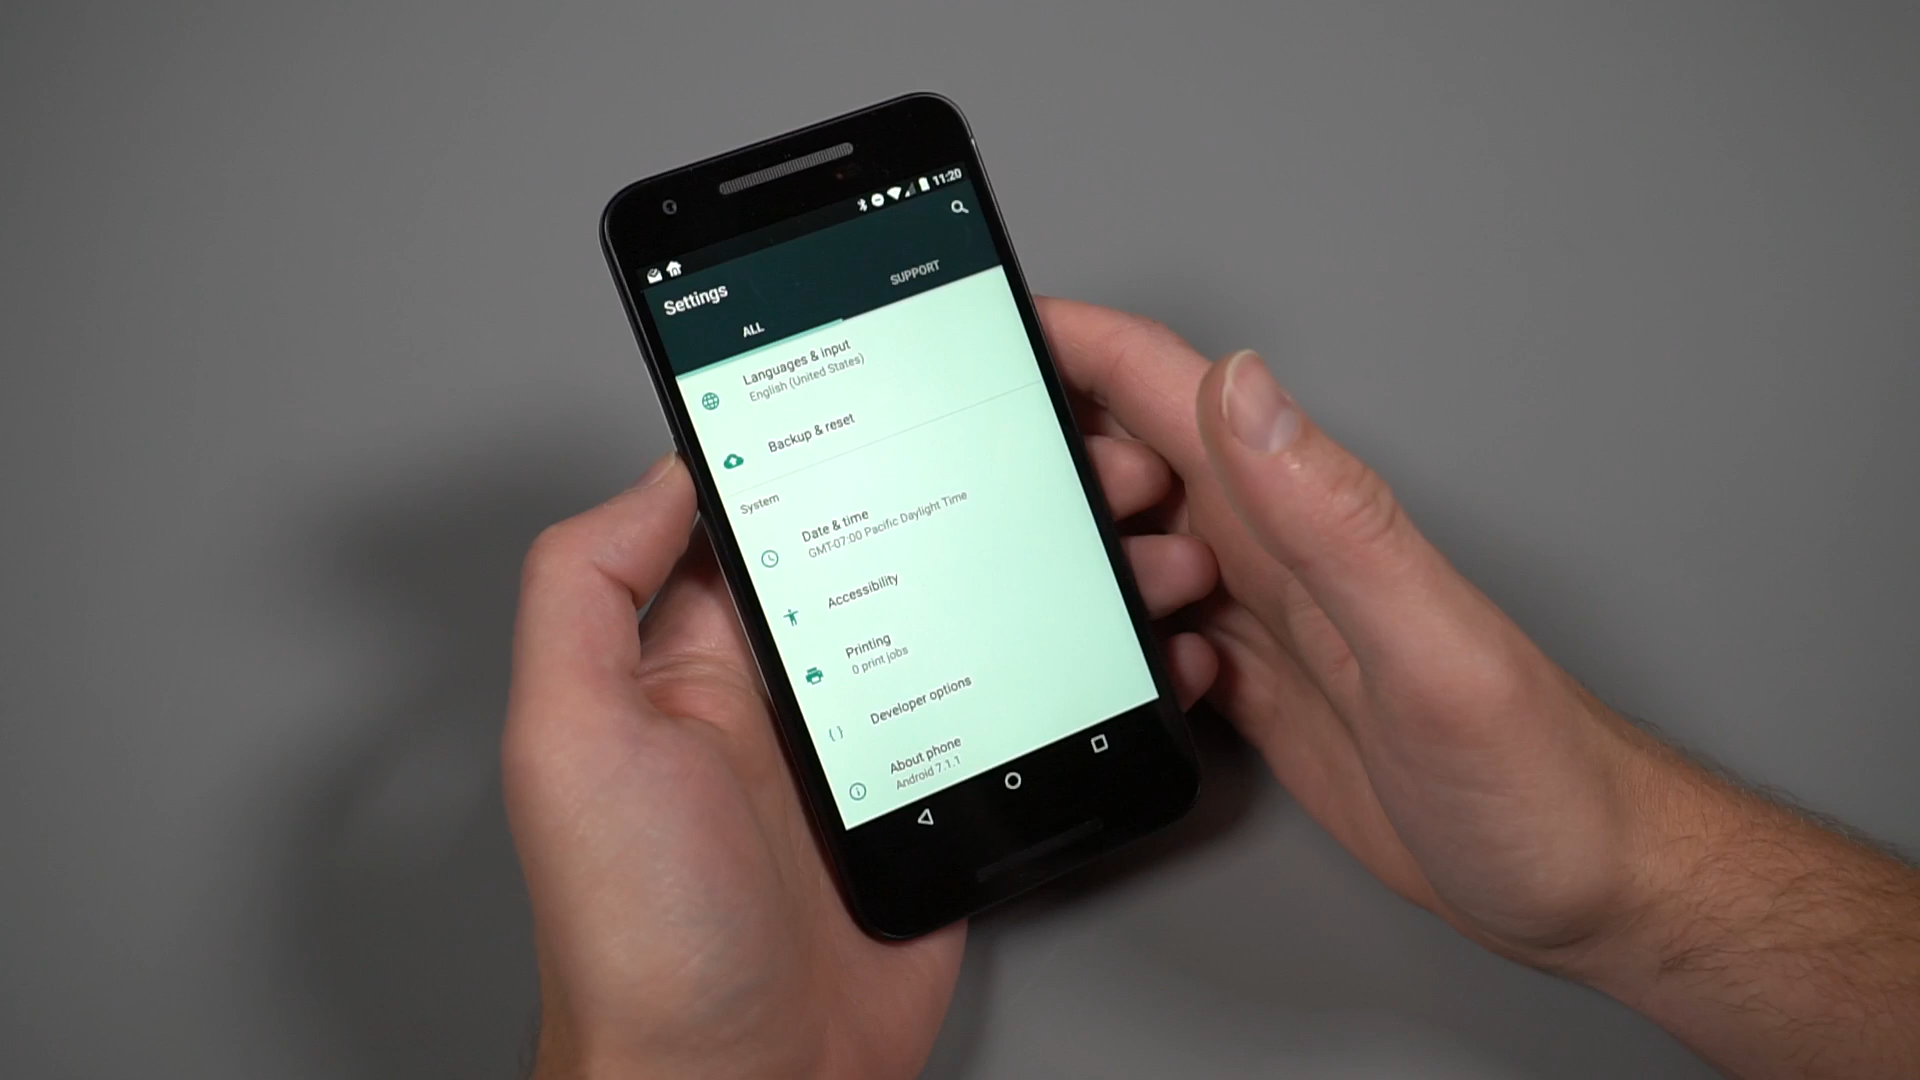 11:20
Settings
ALL
SUPPORT
Languages & input
English (United States)
Backup & reset
System
Date & time
GMT-07:00 Pacific Daylight Time
Accessibility
Printing
0 print jobs
Developer options
About phone
Android 7.1.1